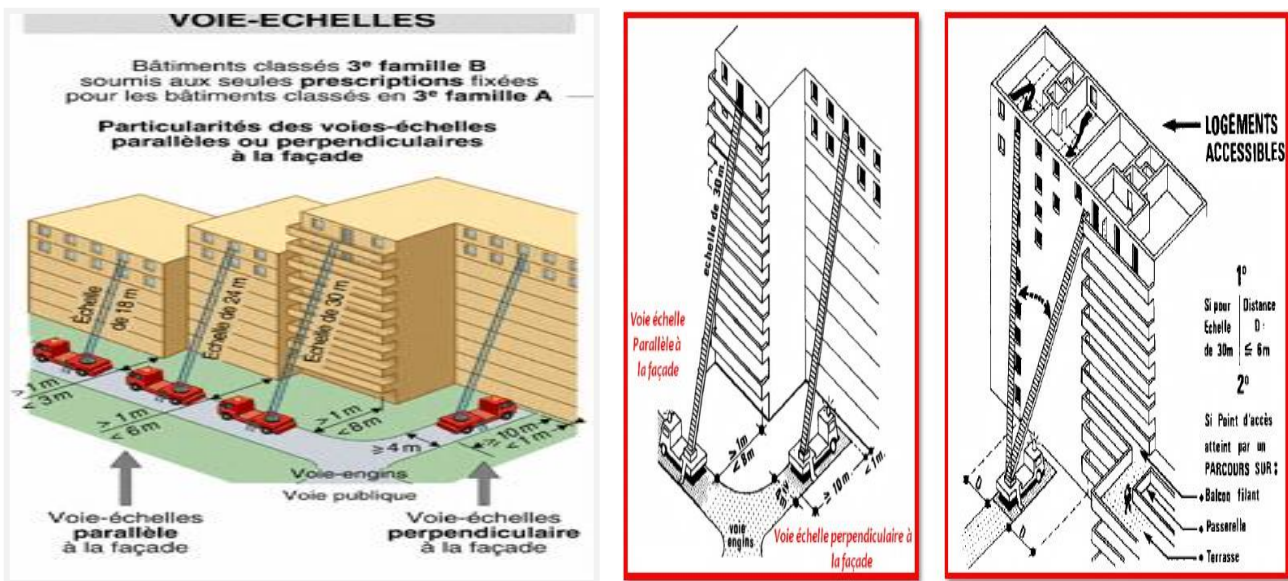 VOIE-ECHELLES
Bâtiments classés 3e famille B
soumis aux seules prescriptions fixées
pour les bâtiments classés en 3e famille A
Particularités des voies-échelles
parallèles ou perpendiculaires
à la façade
Échelle
de 18 m
Echelle de 24 m
Echelle de 30 m
> 1 m
< 3 m
> 1 m
< 6 m
> 1 m
< 8 m
≥ 4 m
≥ 10 m
< 1 m
Voie-engins
Voie publique
Voie-échelles
parallèle
à la façade
Voie-échelles
perpendiculaire
à la façade
echelle de 30 m.
Voie échelle
Parallèle à
la façade
>1m
< 8m
> 10m.
< 1m.
voie
engins
Voie échelle perpendiculaire à
la façade
LOGEMENTS
ACCESSIBLES
1º
Si pour
Echelle
de 30m
Distance
D :
≤ 6m
2º
Si Point d'accès
atteint par un
PARCOURS SUR :
Balcon filant
Passerelle
Terrasse
D
D